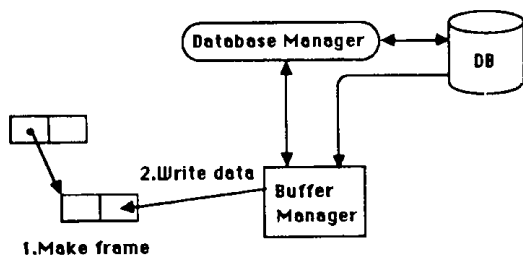 Database Manager
DB
2.Write data
Buffer
Manager
1.Make frame